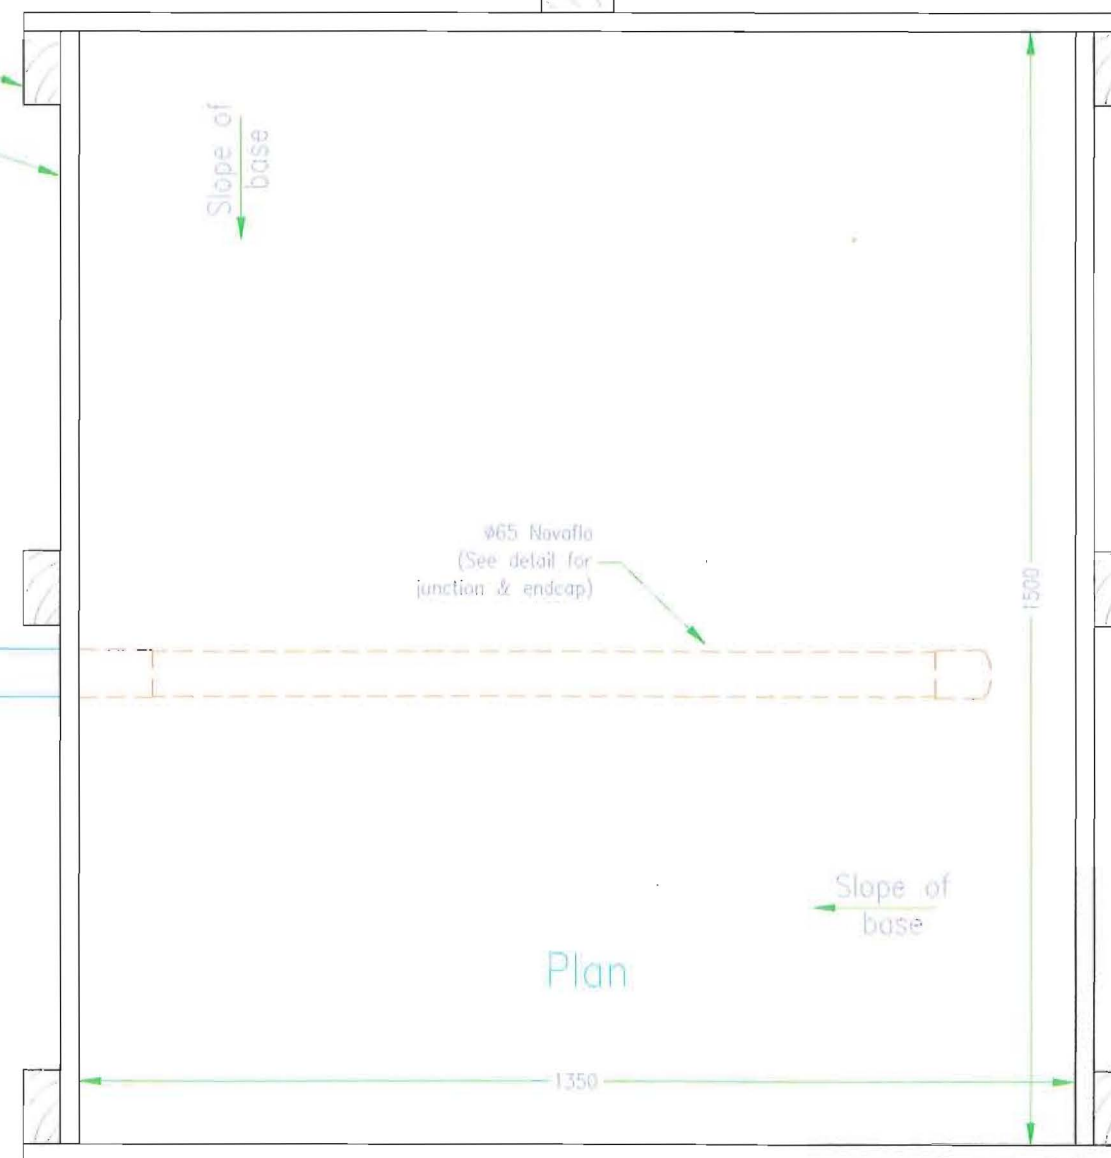 Slope of
base
ø65 Novaflo
(See detail for
junction & endcap)
1500
Slope of
base
Plan
1350